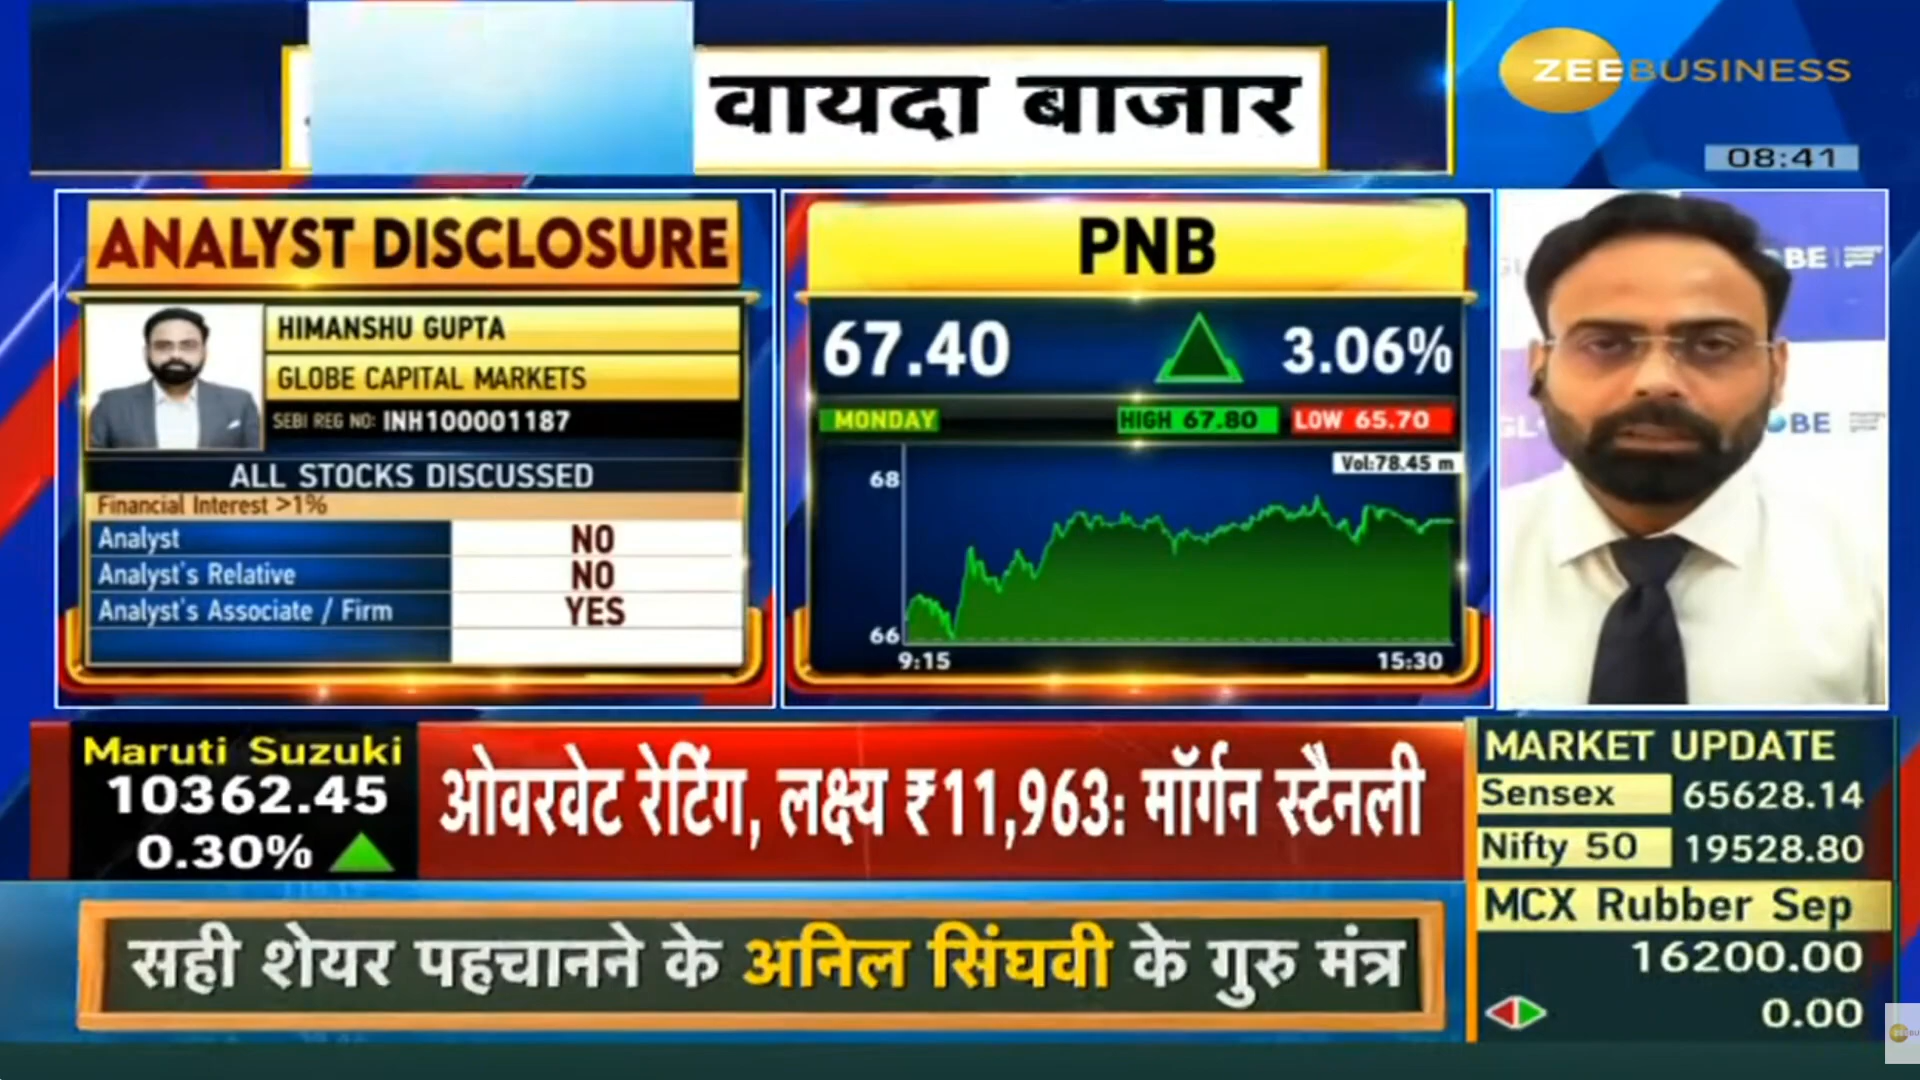 वायदा बाजार
ZEEBUSINESS
08:41
ANALYST DISCLOSURE
HIMANSHU GUPTA
GLOBE CAPITAL MARKETS
SEBI REG NO: INH100001187
ALL STOCKS DISCUSSED
Financial Interest >1%
Analyst NO
Analyst's Relative NO
Analyst's Associate / Firm YES
PNB
67.40 3.06%
MONDAY HIGH 67.80 LOW 65.70
Vol:78.45 m
68
66
9:15 15:30
OBE
OBE
Maruti Suzuki
10362.45
0.30%
ओवरवेट रेटिंग, लक्ष्य ₹11,963: मॉर्गन स्टैनली
MARKET UPDATE
Sensex 65628.14
Nifty 50 19528.80
MCX Rubber Sep
16200.00
0.00
सही शेयर पहचानने के अनिल सिंघवी के गुरु मंत्र